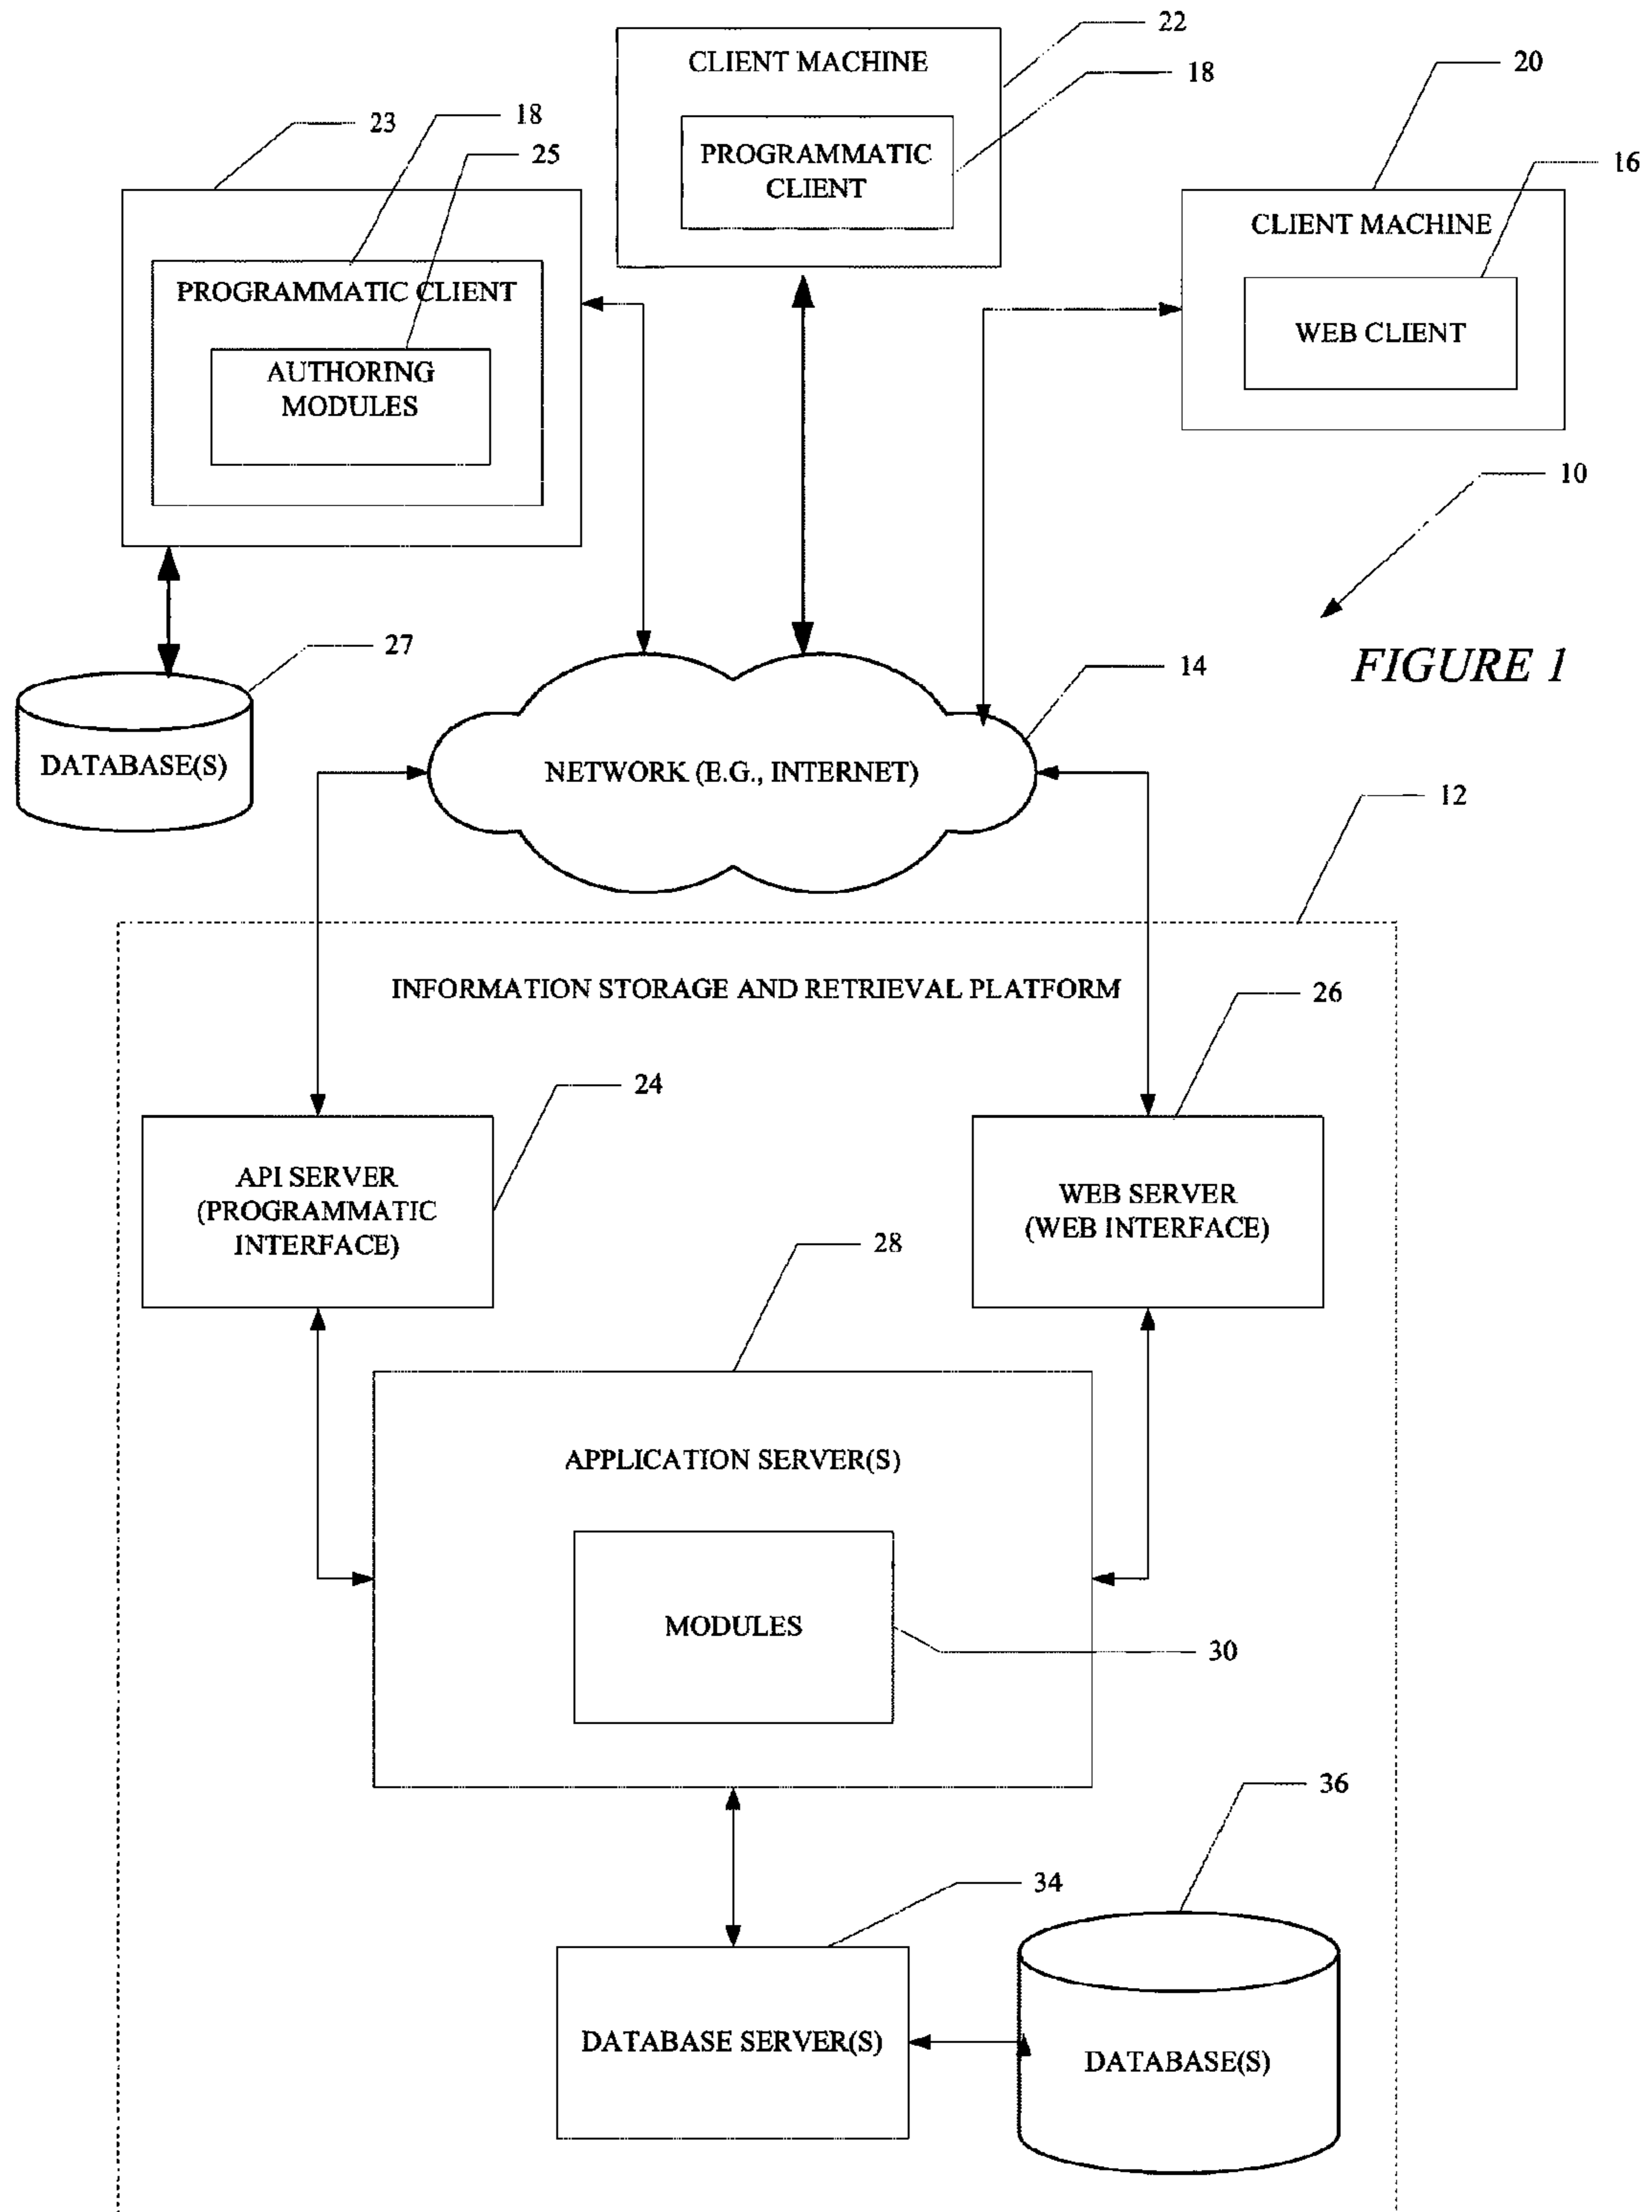 22
CLIENT MACHINE
18
PROGRAMMATIC
CLIENT
20
16
CLIENT MACHINE
WEB CLIENT
23
18
25
PROGRAMMATIC CLIENT
AUTHORING
MODULES
10
FIGURE 1
27
DATABASE(S)
14
NETWORK (E.G., INTERNET)
12
INFORMATION STORAGE AND RETRIEVAL PLATFORM
26
24
API SERVER
(PROGRAMMATIC
INTERFACE)
WEB SERVER
(WEB INTERFACE)
28
APPLICATION SERVER(S)
MODULES
30
36
34
DATABASE SERVER(S)
DATABASE(S)